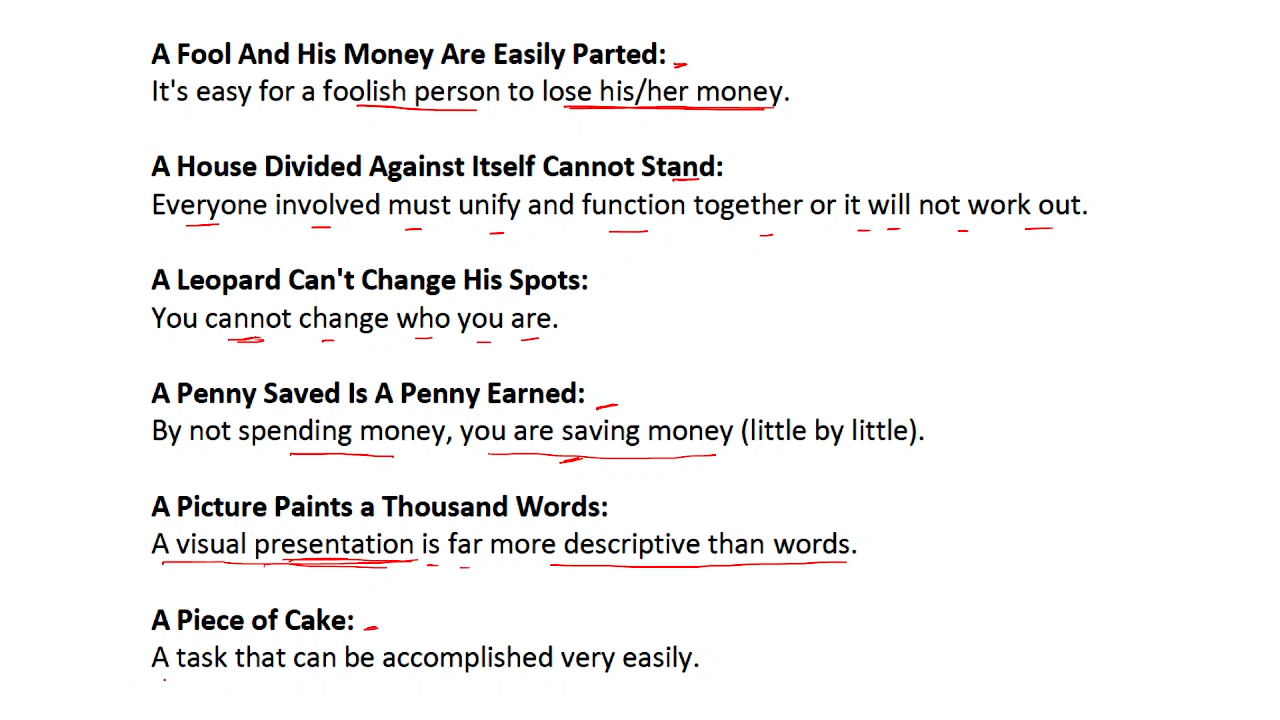 A Fool And His Money Are Easily Parted:
It's easy for a foolish person to lose his/her money.
A House Divided Against Itself Cannot Stand:
Everyone involved must unify and function together or it will not work out.
A Leopard Can't Change His Spots:
You cannot change who you are.
A Penny Saved Is A Penny Earned:
By not spending money, you are saving money (little by little).
A Picture Paints a Thousand Words:
A visual presentation is far more descriptive than words.
A Piece of Cake:
A task that can be accomplished very easily.